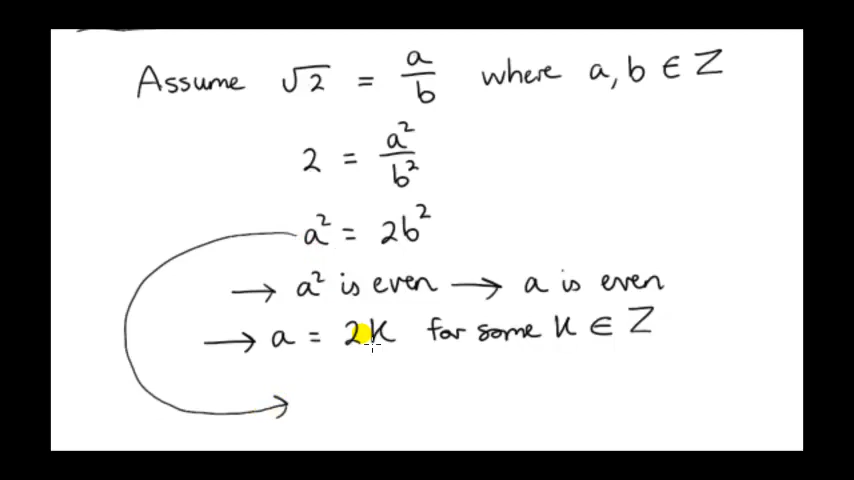 Assume √2 = a/b where a, b ∈ Z
2 = a²/b²
a² = 2b²
→ a² is even → a is even
→ a = 2K for some K ∈ Z